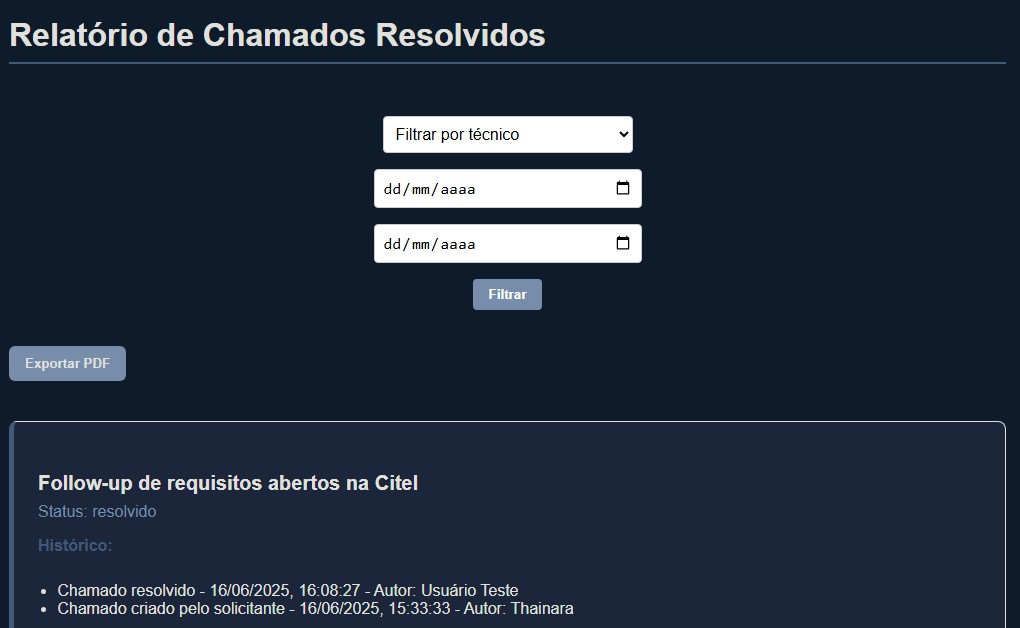 Relatório de Chamados Resolvidos
Filtrar por técnico
dd/mm/aaaa
dd/mm/aaaa
Filtrar
Exportar PDF
Follow-up de requisitos abertos na Citel
Status: resolvido
Histórico:
• Chamado resolvido - 16/06/2025, 16:08:27 - Autor: Usuário Teste
• Chamado criado pelo solicitante - 16/06/2025, 15:33:33 - Autor: Thainara